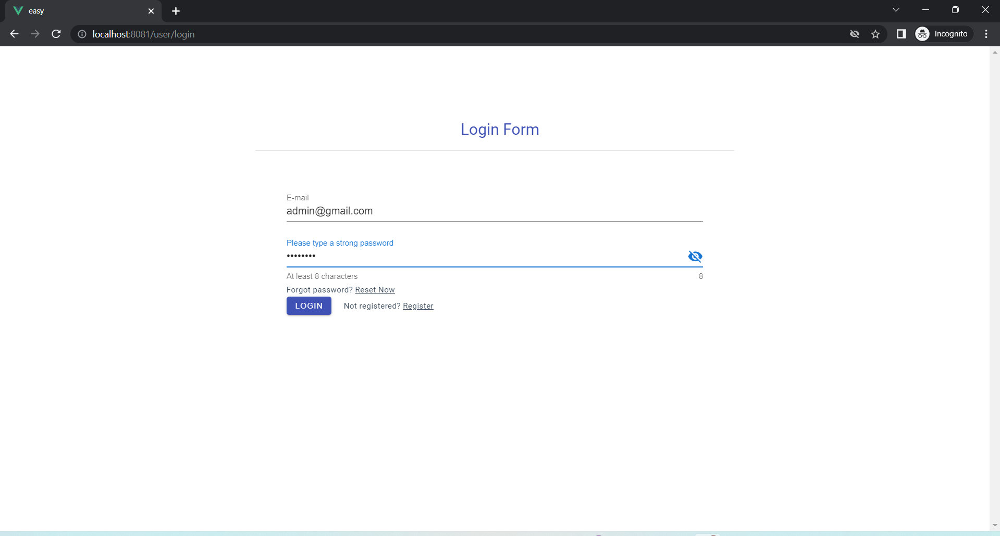 easy
localhost:8081/user/login
Incognito
Login Form
E-mail
admin@gmail.com
Please type a strong password
••••••••
At least 8 characters 8
Forgot password? Reset Now
LOGIN Not registered? Register